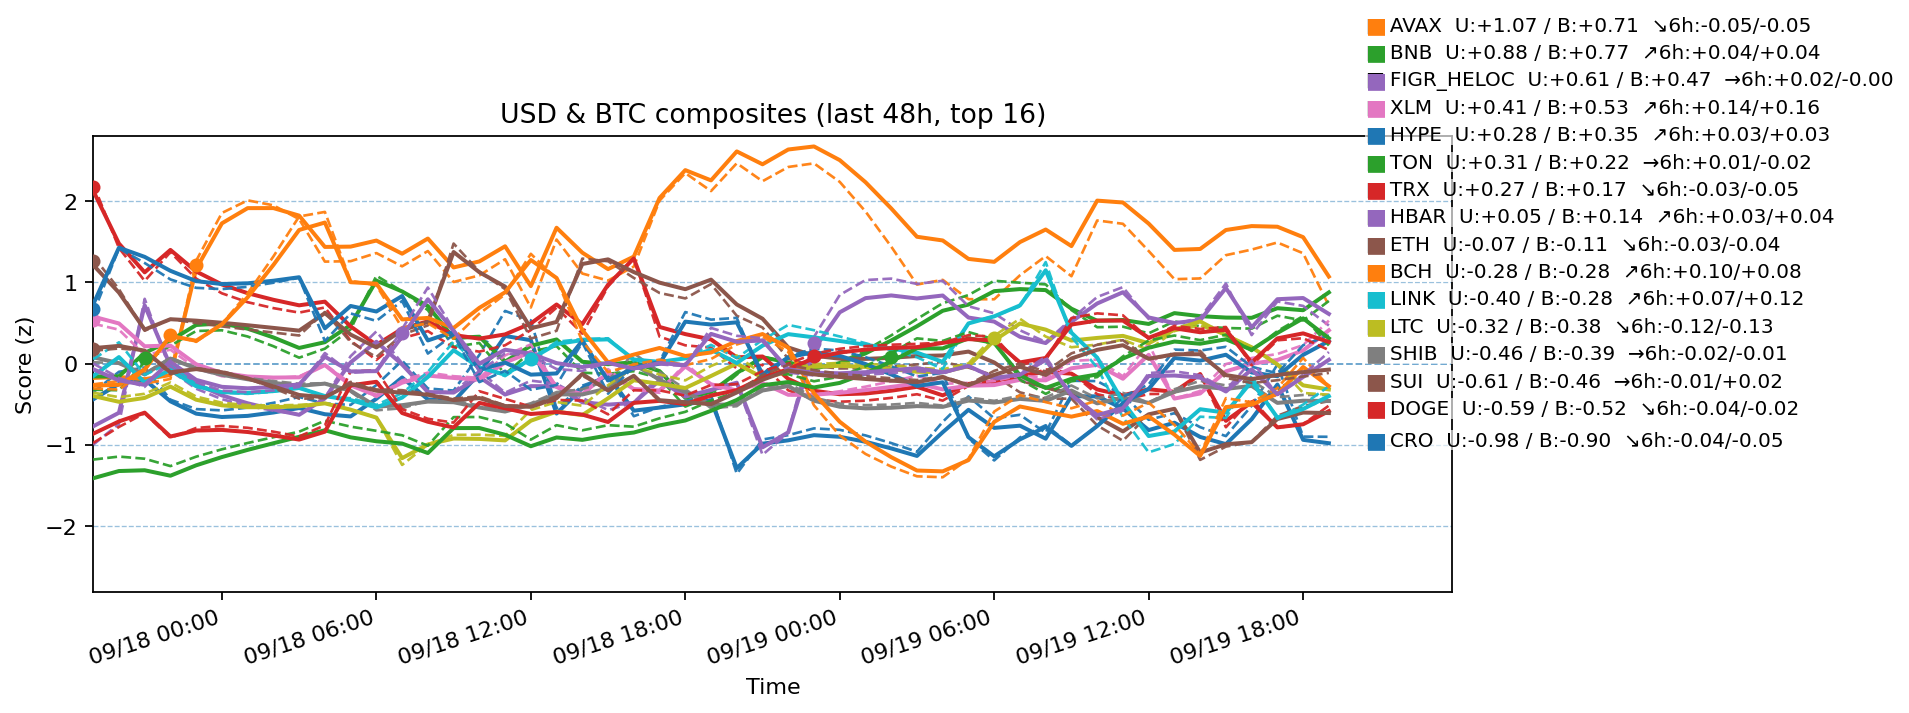 AVAX  U:+1.07 / B:+0.71  ↘6h:-0.05/-0.05
BNB  U:+0.88 / B:+0.77  ↗6h:+0.04/+0.04
FIGR_HELOC  U:+0.61 / B:+0.47  →6h:+0.02/-0.00
XLM  U:+0.41 / B:+0.53  ↗6h:+0.14/+0.16
HYPE  U:+0.28 / B:+0.35  ↗6h:+0.03/+0.03
TON  U:+0.31 / B:+0.22  →6h:+0.01/-0.02
TRX  U:+0.27 / B:+0.17  ↘6h:-0.03/-0.05
HBAR  U:+0.05 / B:+0.14  ↗6h:+0.03/+0.04
ETH  U:-0.07 / B:-0.11  ↘6h:-0.03/-0.04
BCH  U:-0.28 / B:-0.28  ↗6h:+0.10/+0.08
LINK  U:-0.40 / B:-0.28  ↗6h:+0.07/+0.12
LTC  U:-0.32 / B:-0.38  ↘6h:-0.12/-0.13
SHIB  U:-0.46 / B:-0.39  →6h:-0.02/-0.01
SUI  U:-0.61 / B:-0.46  →6h:-0.01/+0.02
DOGE  U:-0.59 / B:-0.52  ↘6h:-0.04/-0.02
CRO  U:-0.98 / B:-0.90  ↘6h:-0.04/-0.05
USD & BTC composites (last 48h, top 16)
Score (z)
2
1
0
−1
−2
09/18 00:00
09/18 06:00
09/18 12:00
09/18 18:00
09/19 00:00
09/19 06:00
09/19 12:00
09/19 18:00
Time